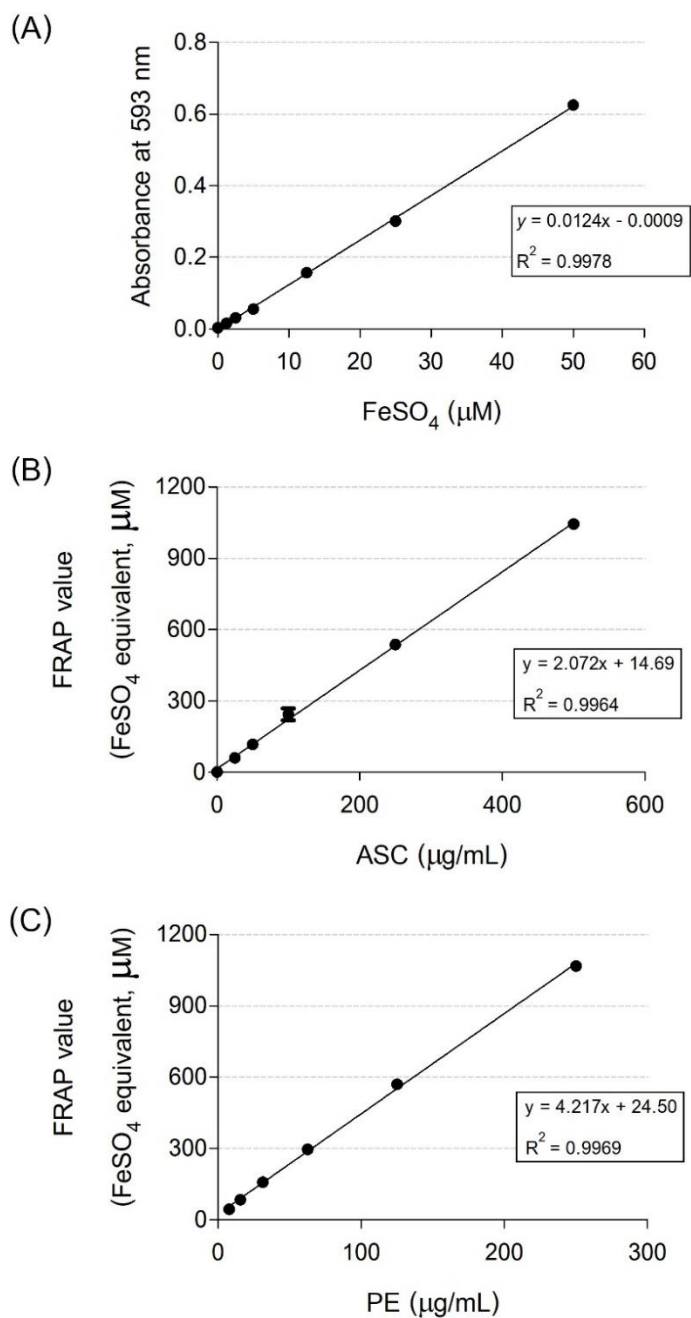 (A)
Absorbance at 593 nm
0.8
0.6
0.4
0.2
0.0
y = 0.0124x - 0.0009
R² = 0.9978
0 10 20 30 40 50 60
FeSO₄ (μM)
(B)
FRAP value
(FeSO₄ equivalent, μM)
1200
900
600
300
0
y = 2.072x + 14.69
R² = 0.9964
0 200 400 600
ASC (μg/mL)
(C)
FRAP value
(FeSO₄ equivalent, μM)
1200
900
600
300
0
y = 4.217x + 24.50
R² = 0.9969
0 100 200 300
PE (μg/mL)